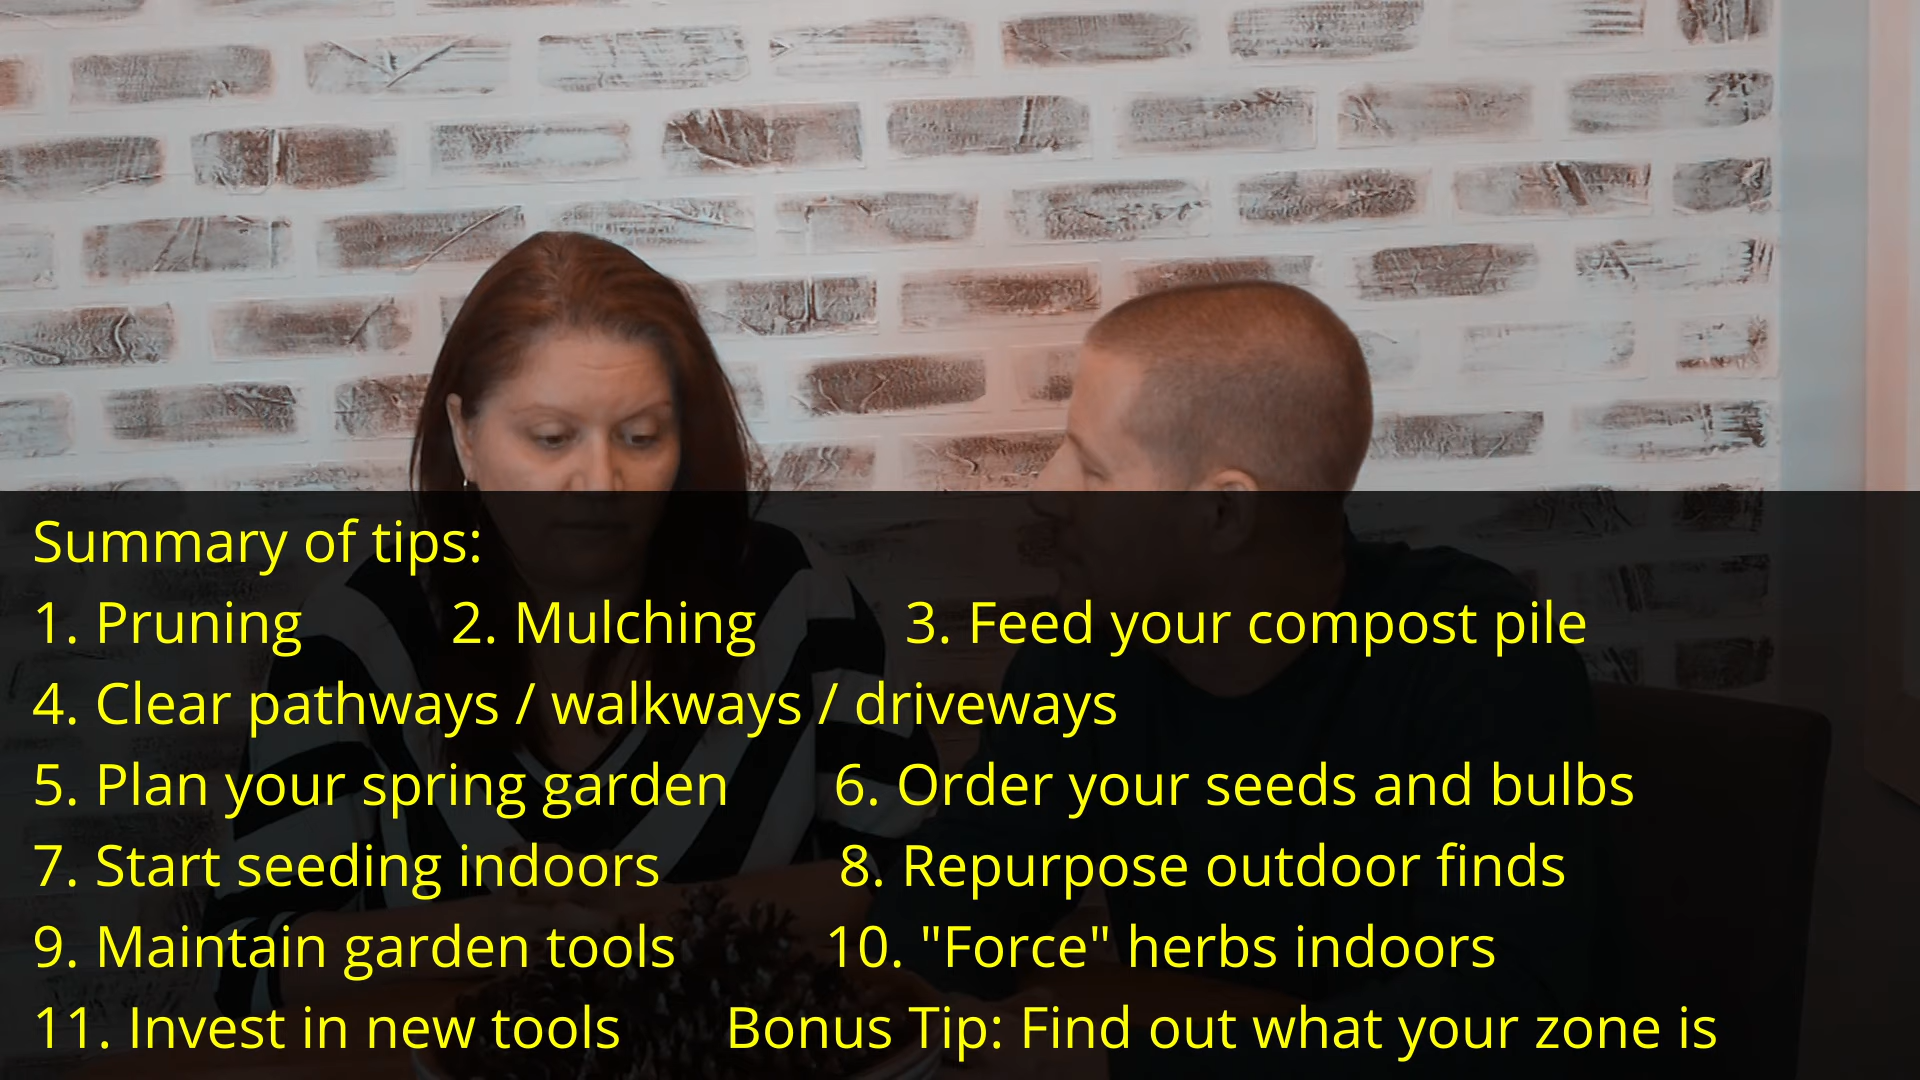 Summary of tips:
1. Pruning 2. Mulching 3. Feed your compost pile
4. Clear pathways / walkways / driveways
5. Plan your spring garden 6. Order your seeds and bulbs
7. Start seeding indoors 8. Repurpose outdoor finds
9. Maintain garden tools 10. "Force" herbs indoors
11. Invest in new tools Bonus Tip: Find out what your zone is